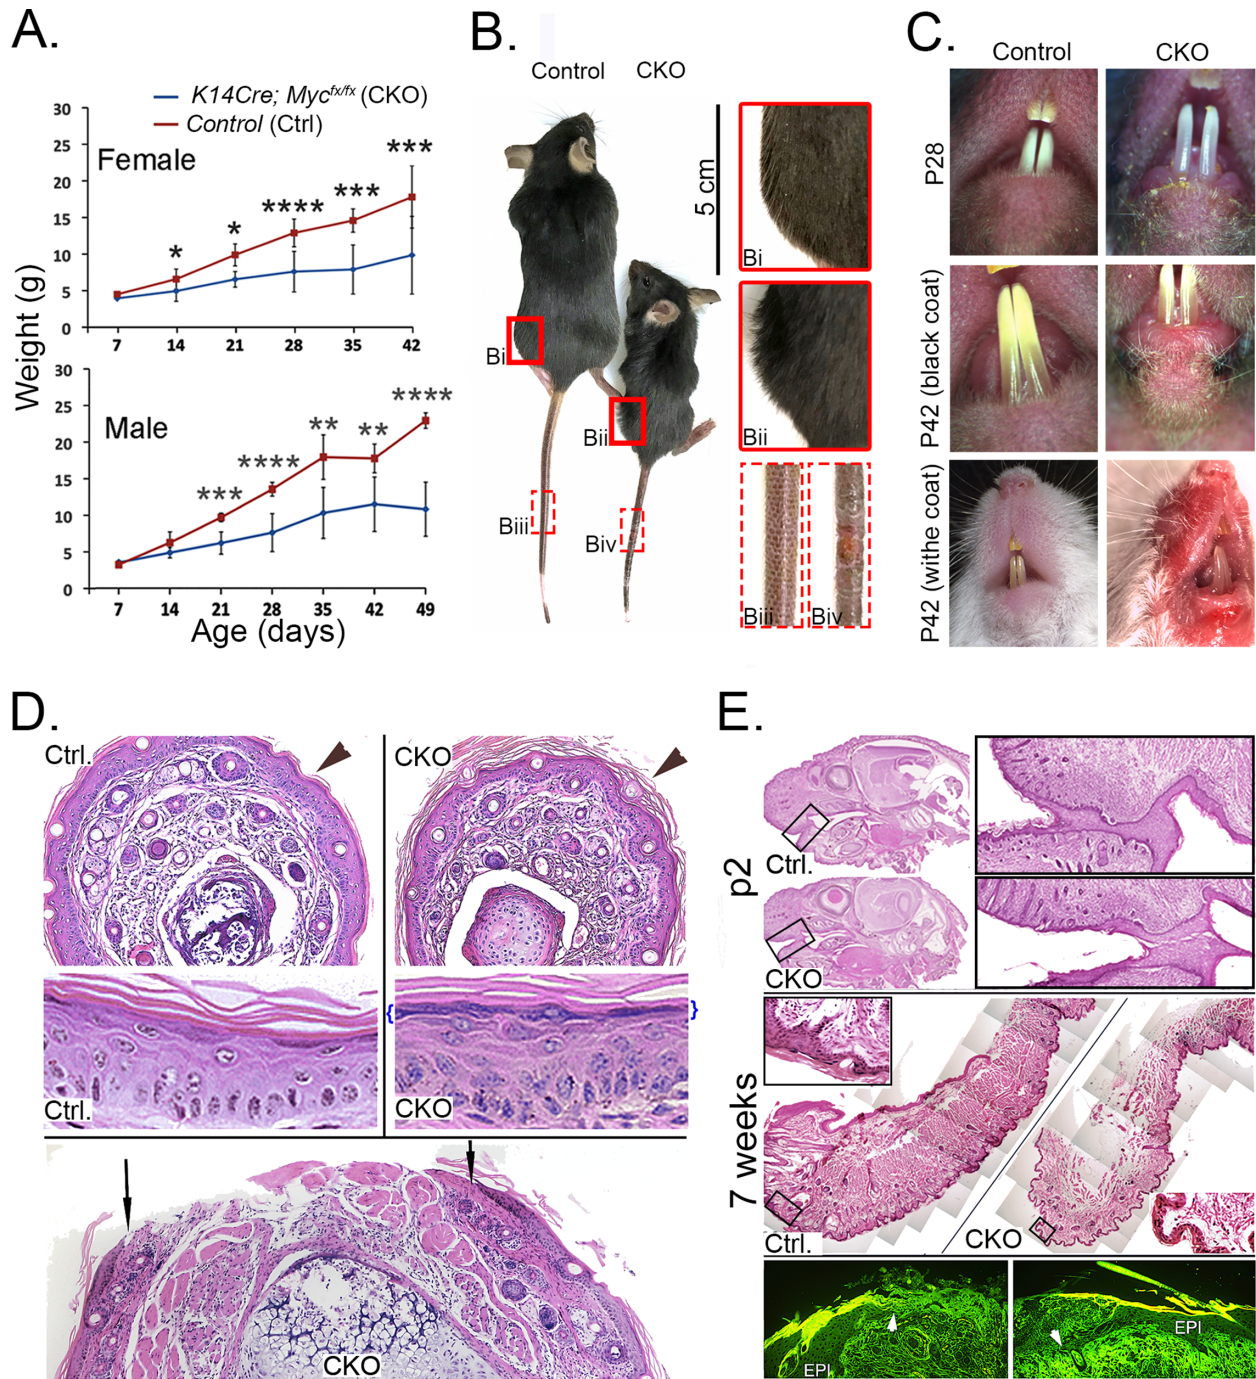 A.
K14Cre; Myc^fx/fx (CKO)
Control (Ctrl)
Female
Weight (g)
30
25
20
15
10
5
0
*
*
****
***
***
7 14 21 28 35 42
Male
30
25
20
15
10
5
0
***
****
**
**
****
7 14 21 28 35 42 49
Age (days)
B.
Control CKO
5 cm
Bi
Bii
Biii
Biv
Bi
Bii
Biii
Biv
C.
Control CKO
P28
P42 (black coat)
P42 (withe coat)
D.
Ctrl.
CKO
Ctrl.
{
}
CKO
CKO
E.
p2
Ctrl.
CKO
7 weeks
Ctrl.
CKO
EPI
EPI